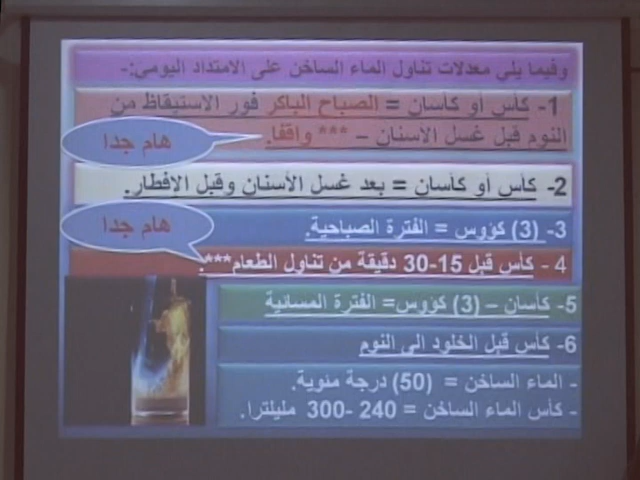 وفيما يلي معدلات تناول الماء الساخن على الامتداد اليومي:-
1- كأس أو كأسان = الصباح الباكر فور الاستيقاظ من
النوم قبل غسل الاسنان – *** واقفا.
هام جدا
2- كأس أو كأسان = بعد غسل الأسنان وقبل الإفطار.
3- (3) كؤوس = الفترة الصباحية.
هام جدا
4 - كأس قبل 15-30 دقيقة من تناول الطعام***.
5- كأسان – (3) كؤوس= الفترة المسائية
6- كأس قبل الخلود الى النوم
- الماء الساخن = (50) درجة مئوية.
- كأس الماء الساخن = 240 -300 مليلترا.